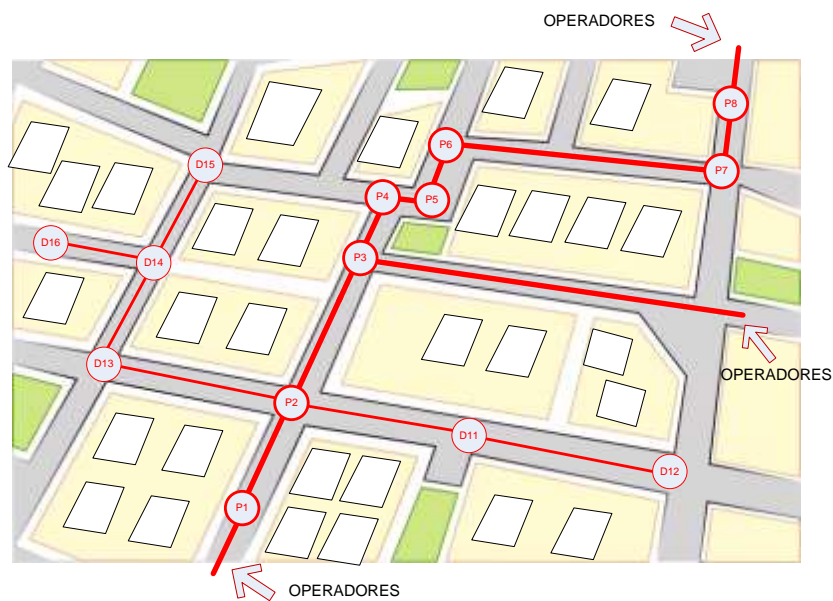 OPERADORES
P8
P6
D15
P7
P4
P5
D16
D14
P3
OPERADORES
D13
P2
D11
D12
P1
OPERADORES